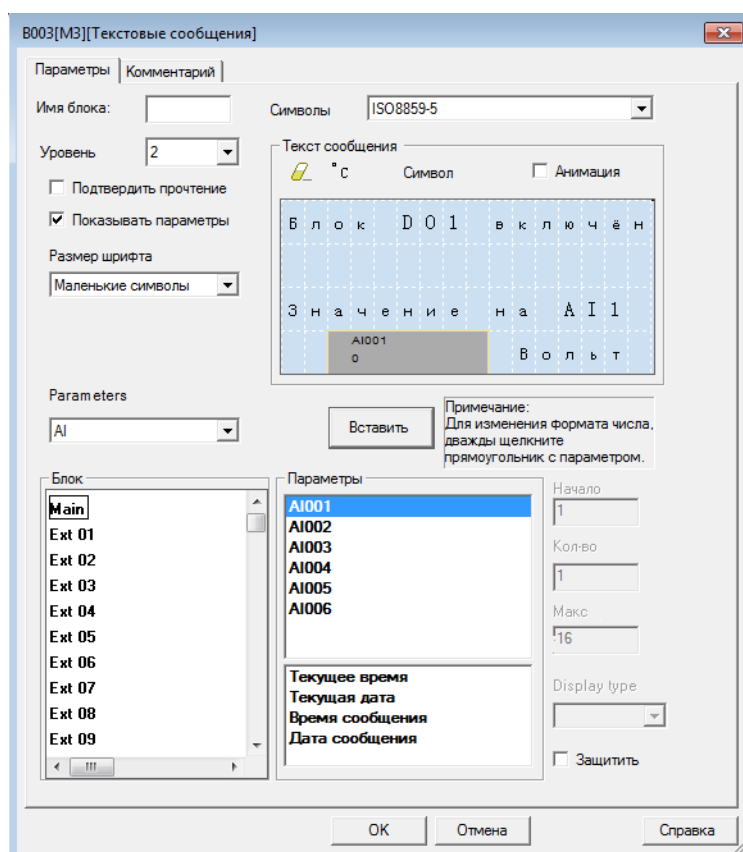 B003[M3][Текстовые сообщения]
Параметры Комментарий
Имя блока: Символы ISO8859-5
Уровень 2
Подтвердить прочтение
Показывать параметры
Размер шрифта
Маленькие символы
Текст сообщения
°C Символ Анимация
Блок DO1 включён
Значение на AI1
AI001
0
Вольт
Parameters
AI
Вставить
Примечание:
Для изменения формата числа,
дважды щелкните
прямоугольник с параметром.
Блок
Main
Ext 01
Ext 02
Ext 03
Ext 04
Ext 05
Ext 06
Ext 07
Ext 08
Ext 09
Параметры
AI001
AI002
AI003
AI004
AI005
AI006
Текущее время
Текущая дата
Время сообщения
Дата сообщения
Начало
1
Кол-во
1
Макс
16
Display type
Защитить
OK Отмена Справка